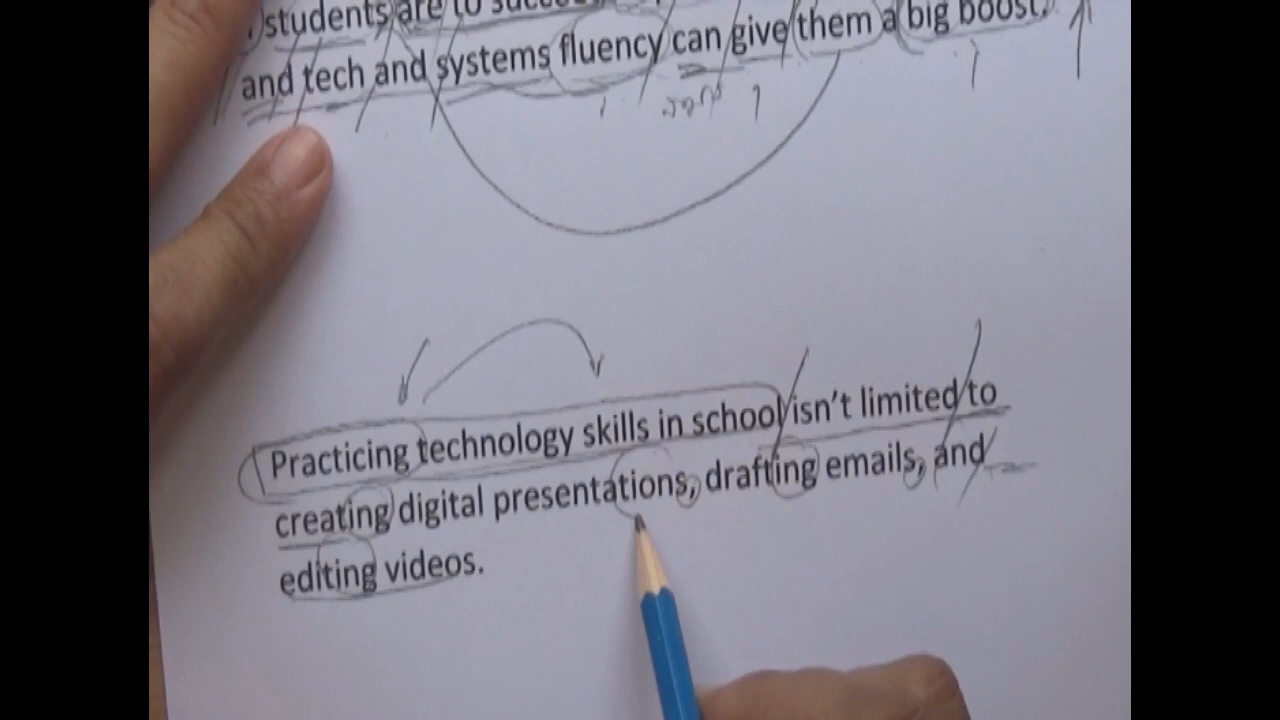 students are to
and tech and systems fluency can give them a big boost.
Practicing technology skills in school isn't limited to
creating digital presentations, drafting emails, and
editing videos.